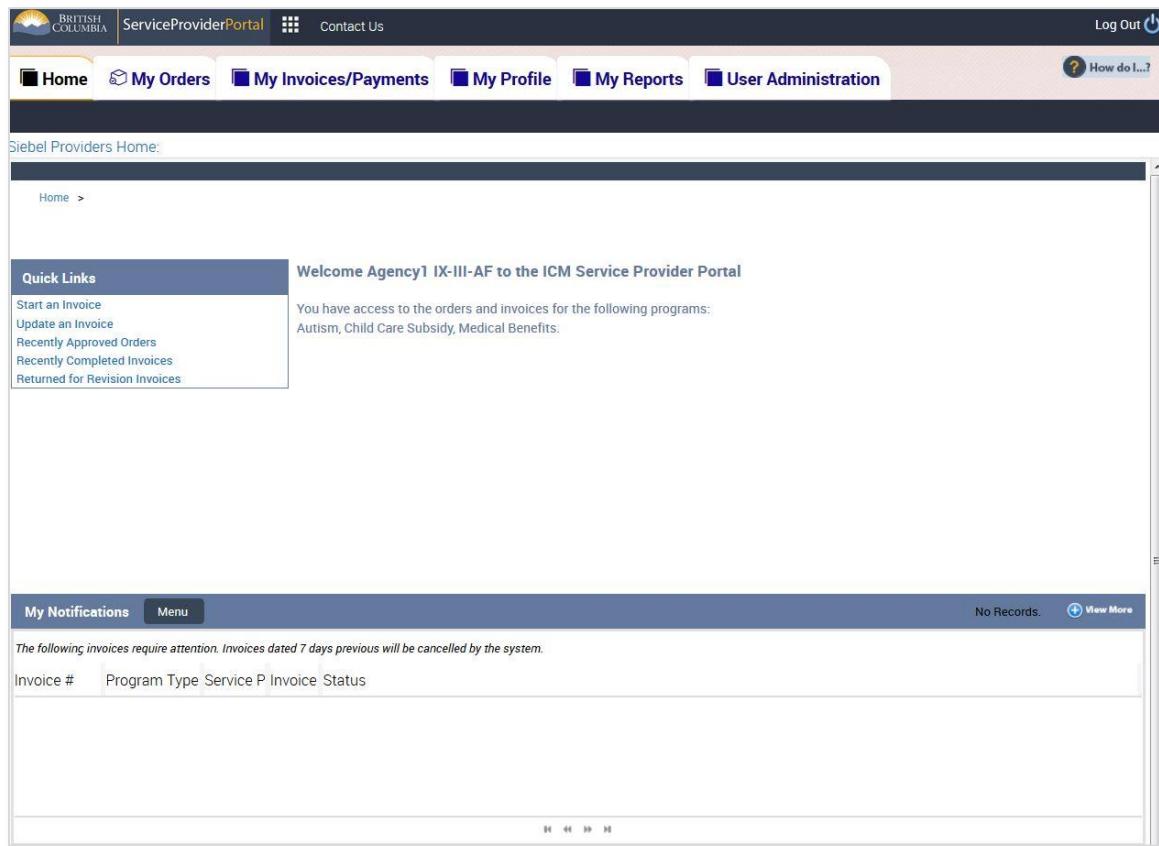 BRITISH
COLUMBIA
ServiceProviderPortal
Contact Us
Log Out
Home
My Orders
My Invoices/Payments
My Profile
My Reports
User Administration
? How do I...?
Siebel Providers Home:
Home >
Quick Links
Start an Invoice
Update an Invoice
Recently Approved Orders
Recently Completed Invoices
Returned for Revision Invoices
Welcome Agency1 IX-III-AF to the ICM Service Provider Portal
You have access to the orders and invoices for the following programs:
Autism, Child Care Subsidy, Medical Benefits.
My Notifications
Menu
No Records.
View More
The following invoices require attention. Invoices dated 7 days previous will be cancelled by the system.
Invoice # Program Type Service P Invoice Status